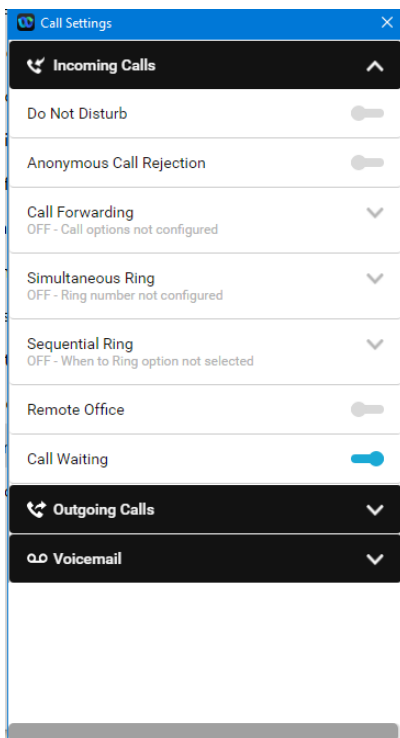 Call Settings
Incoming Calls
Do Not Disturb
Anonymous Call Rejection
Call Forwarding
OFF - Call options not configured
Simultaneous Ring
OFF - Ring number not configured
Sequential Ring
OFF - When to Ring option not selected
Remote Office
Call Waiting
Outgoing Calls
Voicemail